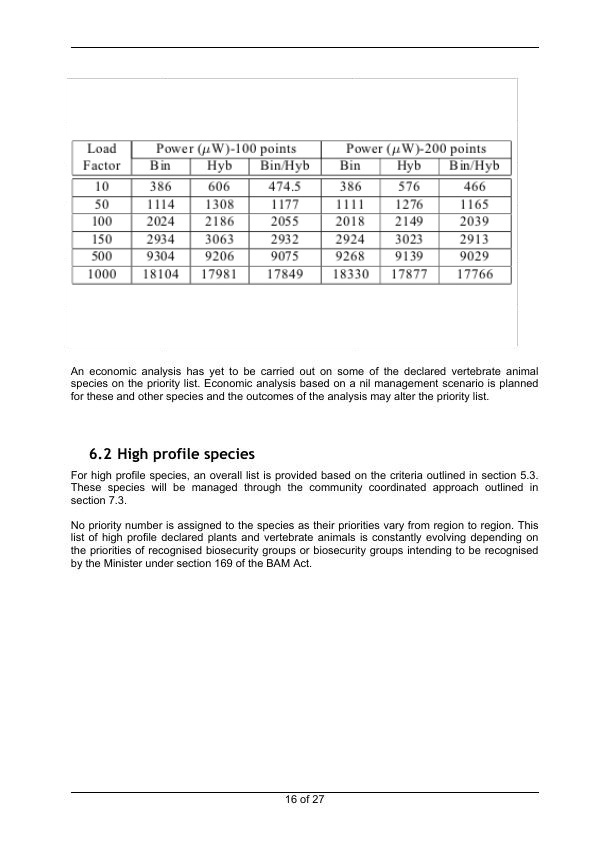 Load Power (μW)-100 points Power (μW)-200 points
Factor Bin Hyb Bin/Hyb Bin Hyb Bin/Hyb
10 386 606 474.5 386 576 466
50 1114 1308 1177 1111 1276 1165
100 2024 2186 2055 2018 2149 2039
150 2934 3063 2932 2924 3023 2913
500 9304 9206 9075 9268 9139 9029
1000 18104 17981 17849 18330 17877 17766
An economic analysis has yet to be carried out on some of the declared vertebrate animal
species on the priority list. Economic analysis based on a nil management scenario is planned
for these and other species and the outcomes of the analysis may alter the priority list.
6.2 High profile species
For high profile species, an overall list is provided based on the criteria outlined in section 5.3.
These species will be managed through the community coordinated approach outlined in
section 7.3.
No priority number is assigned to the species as their priorities vary from region to region. This
list of high profile declared plants and vertebrate animals is constantly evolving depending on
the priorities of recognised biosecurity groups or biosecurity groups intending to be recognised
by the Minister under section 169 of the BAM Act.
16 of 27